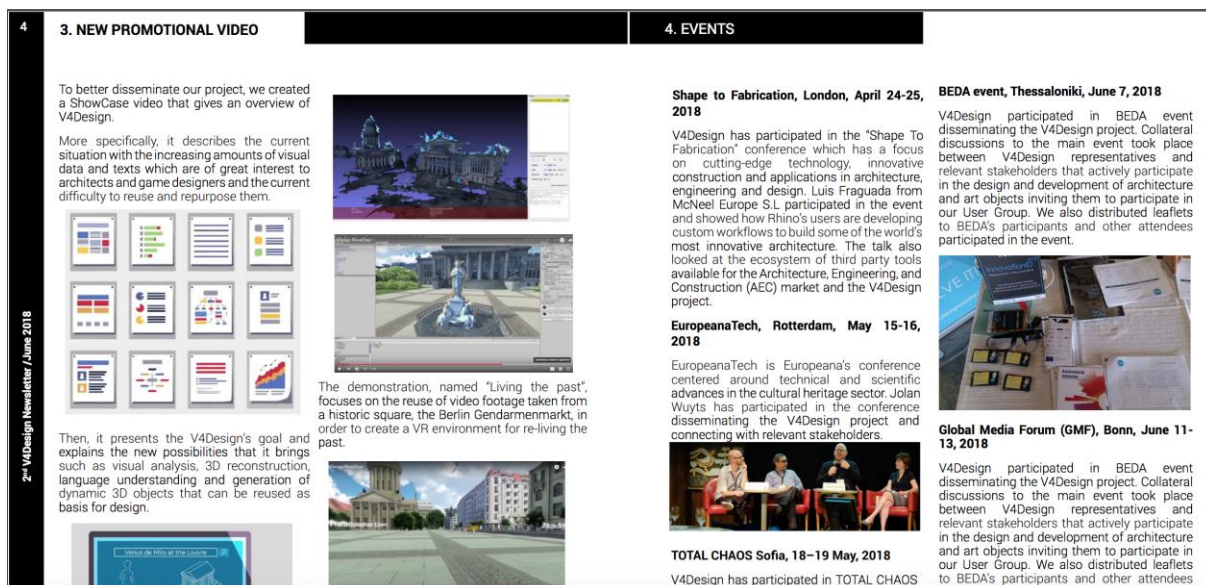 4
3. NEW PROMOTIONAL VIDEO
2nd V4Design Newsletter /June 2018
To better disseminate our project, we created
a ShowCase video that gives an overview of
V4Design.
More specifically, it describes the current
situation with the increasing amounts of visual
data and texts which are of great interest to
architects and game designers and the current
difficulty to reuse and repurpose them.
Then, it presents the V4Design's goal and
explains the new possibilities that it brings
such as visual analysis, 3D reconstruction,
language understanding and generation of
dynamic 3D objects that can be reused as
basis for design.
Venus de Milo at the Louvre
The demonstration, named "Living the past",
focuses on the reuse of video footage taken from
a historic square, the Berlin Gendarmenmarkt, in
order to create a VR environment for re-living the
past.
4. EVENTS
Shape to Fabrication, London, April 24-25,
2018
V4Design has participated in the "Shape To
Fabrication" conference which has a focus
on cutting-edge technology, innovative
construction and applications in architecture,
engineering and design. Luis Fraguada from
McNeel Europe S.L participated in the event
and showed how Rhino's users are developing
custom workflows to build some of the world's
most innovative architecture. The talk also
looked at the ecosystem of third party tools
available for the Architecture, Engineering, and
Construction (AEC) market and the V4Design
project.
EuropeanaTech, Rotterdam, May 15-16,
2018
EuropeanaTech is Europeana's conference
centered around technical and scientific
advances in the cultural heritage sector. Jolan
Wuyts has participated in the conference
disseminating the V4Design project and
connecting with relevant stakeholders.
TOTAL CHAOS Sofia, 18–19 May, 2018
V4Design has participated in TOTAL CHAOS
BEDA event, Thessaloniki, June 7, 2018
V4Design participated in BEDA event
disseminating the V4Design project. Collateral
discussions to the main event took place
between V4Design representatives and
relevant stakeholders that actively participate
in the design and development of architecture
and art objects inviting them to participate in
our User Group. We also distributed leaflets
to BEDA's participants and other attendees
participated in the event.
Global Media Forum (GMF), Bonn, June 11-
13, 2018
V4Design participated in BEDA event
disseminating the V4Design project. Collateral
discussions to the main event took place
between V4Design representatives and
relevant stakeholders that actively participate
in the design and development of architecture
and art objects inviting them to participate in
our User Group. We also distributed leaflets
to BEDA's participants and other attendees